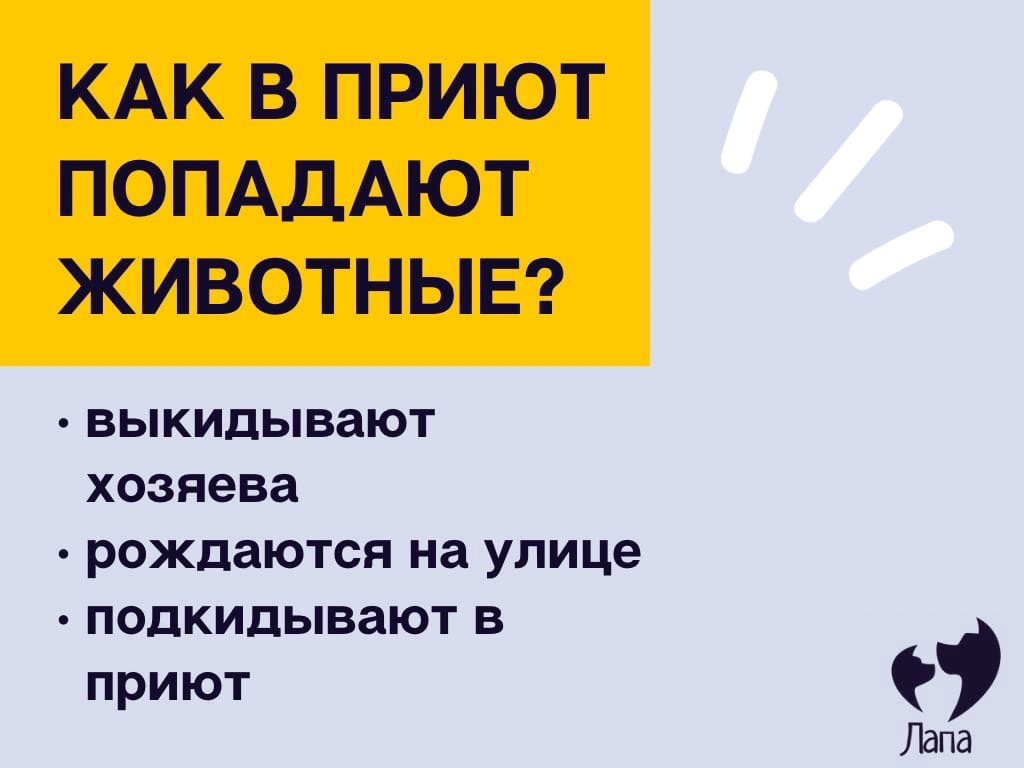 КАК В ПРИЮТ
ПОПАДАЮТ
ЖИВОТНЫЕ?
• выкидывают
хозяева
• рождаются на улице
• подкидывают в
приют
Лапа